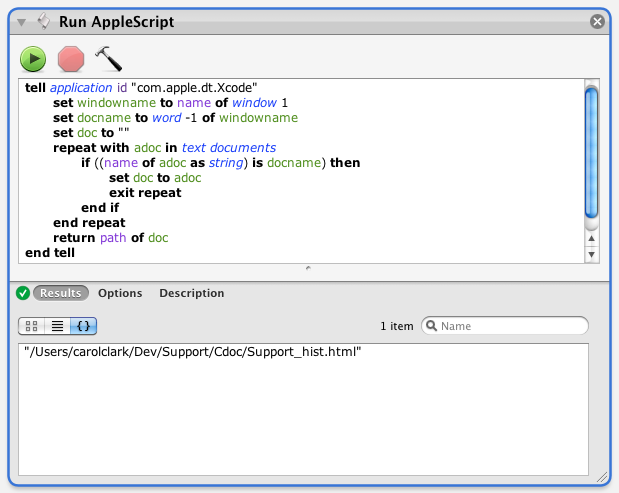 Run AppleScript
tell application id "com.apple.dt.Xcode"
set windowname to name of window 1
set docname to word -1 of windowname
set doc to ""
repeat with adoc in text documents
if ((name of adoc as string) is docname) then
set doc to adoc
exit repeat
end if
end repeat
return path of doc
end tell
Results Options Description
{} 1 item Name
"/Users/carolclark/Dev/Support/Cdoc/Support_hist.html"